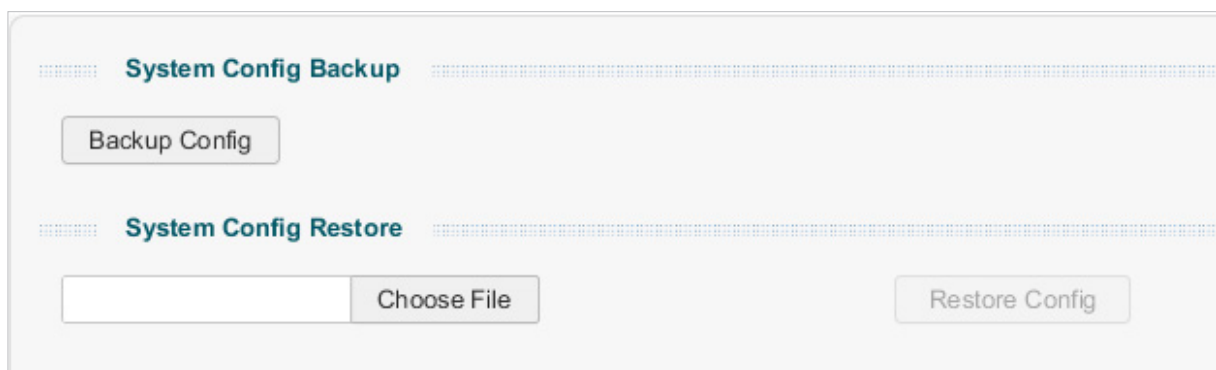 System Config Backup
Backup Config
System Config Restore
Choose File Restore Config